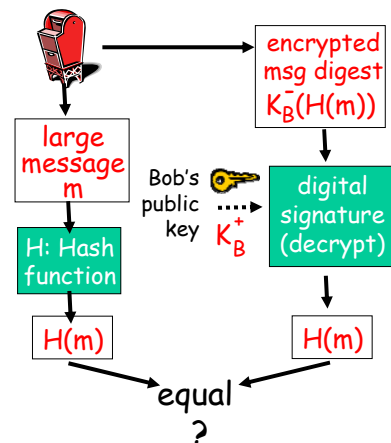 encrypted
msg digest
K_B^-(H(m))
large
message
m
Bob's
public
key
K_B^+
digital
signature
(decrypt)
H: Hash
function
H(m)
H(m)
equal
?